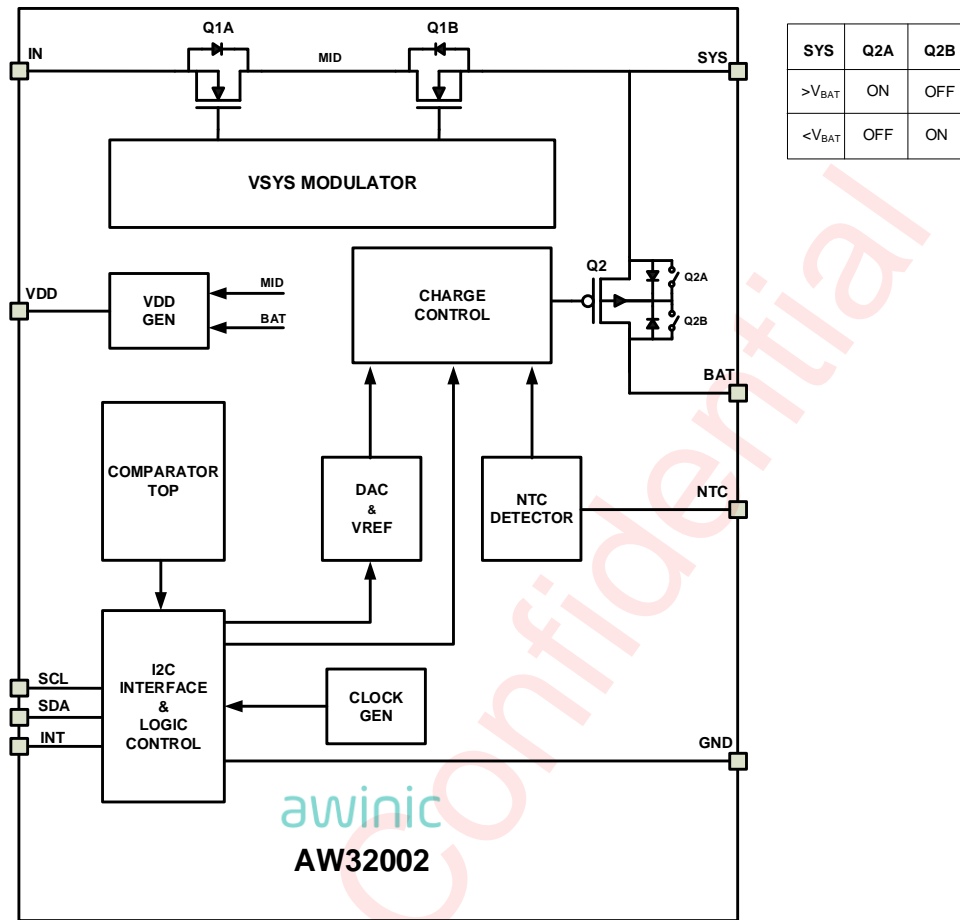 Q1A
Q1B
IN
MID
SYS
VSYS MODULATOR
SYS Q2A Q2B
>VBAT ON OFF
<VBAT OFF ON
VDD
VDD
GEN
MID
BAT
CHARGE
CONTROL
Q2
Q2A
Q2B
BAT
COMPARATOR
TOP
DAC
&
VREF
NTC
DETECTOR
NTC
SCL
SDA
INT
I2C
INTERFACE
&
LOGIC
CONTROL
CLOCK
GEN
GND
awinic
AW32002
Confidential